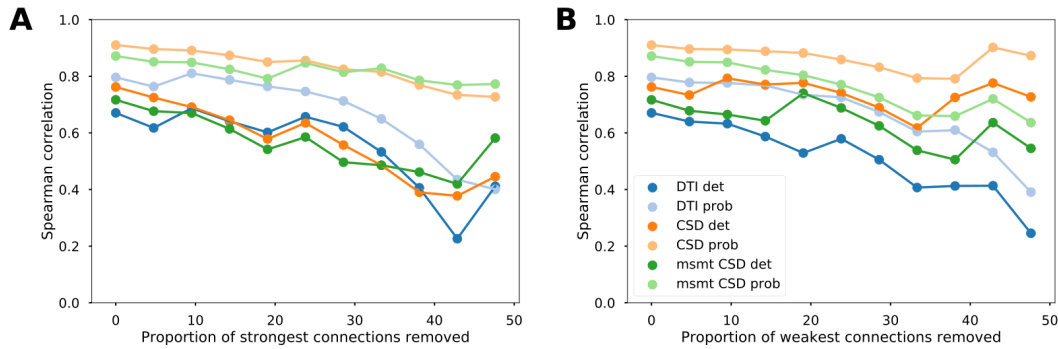 A
Spearman correlation
1.0
0.8
0.6
0.4
0.2
0.0
0 10 20 30 40 50
Proportion of strongest connections removed
B
Spearman correlation
1.0
0.8
0.6
0.4
0.2
0.0
DTI det
DTI prob
CSD det
CSD prob
msmt CSD det
msmt CSD prob
0 10 20 30 40 50
Proportion of weakest connections removed